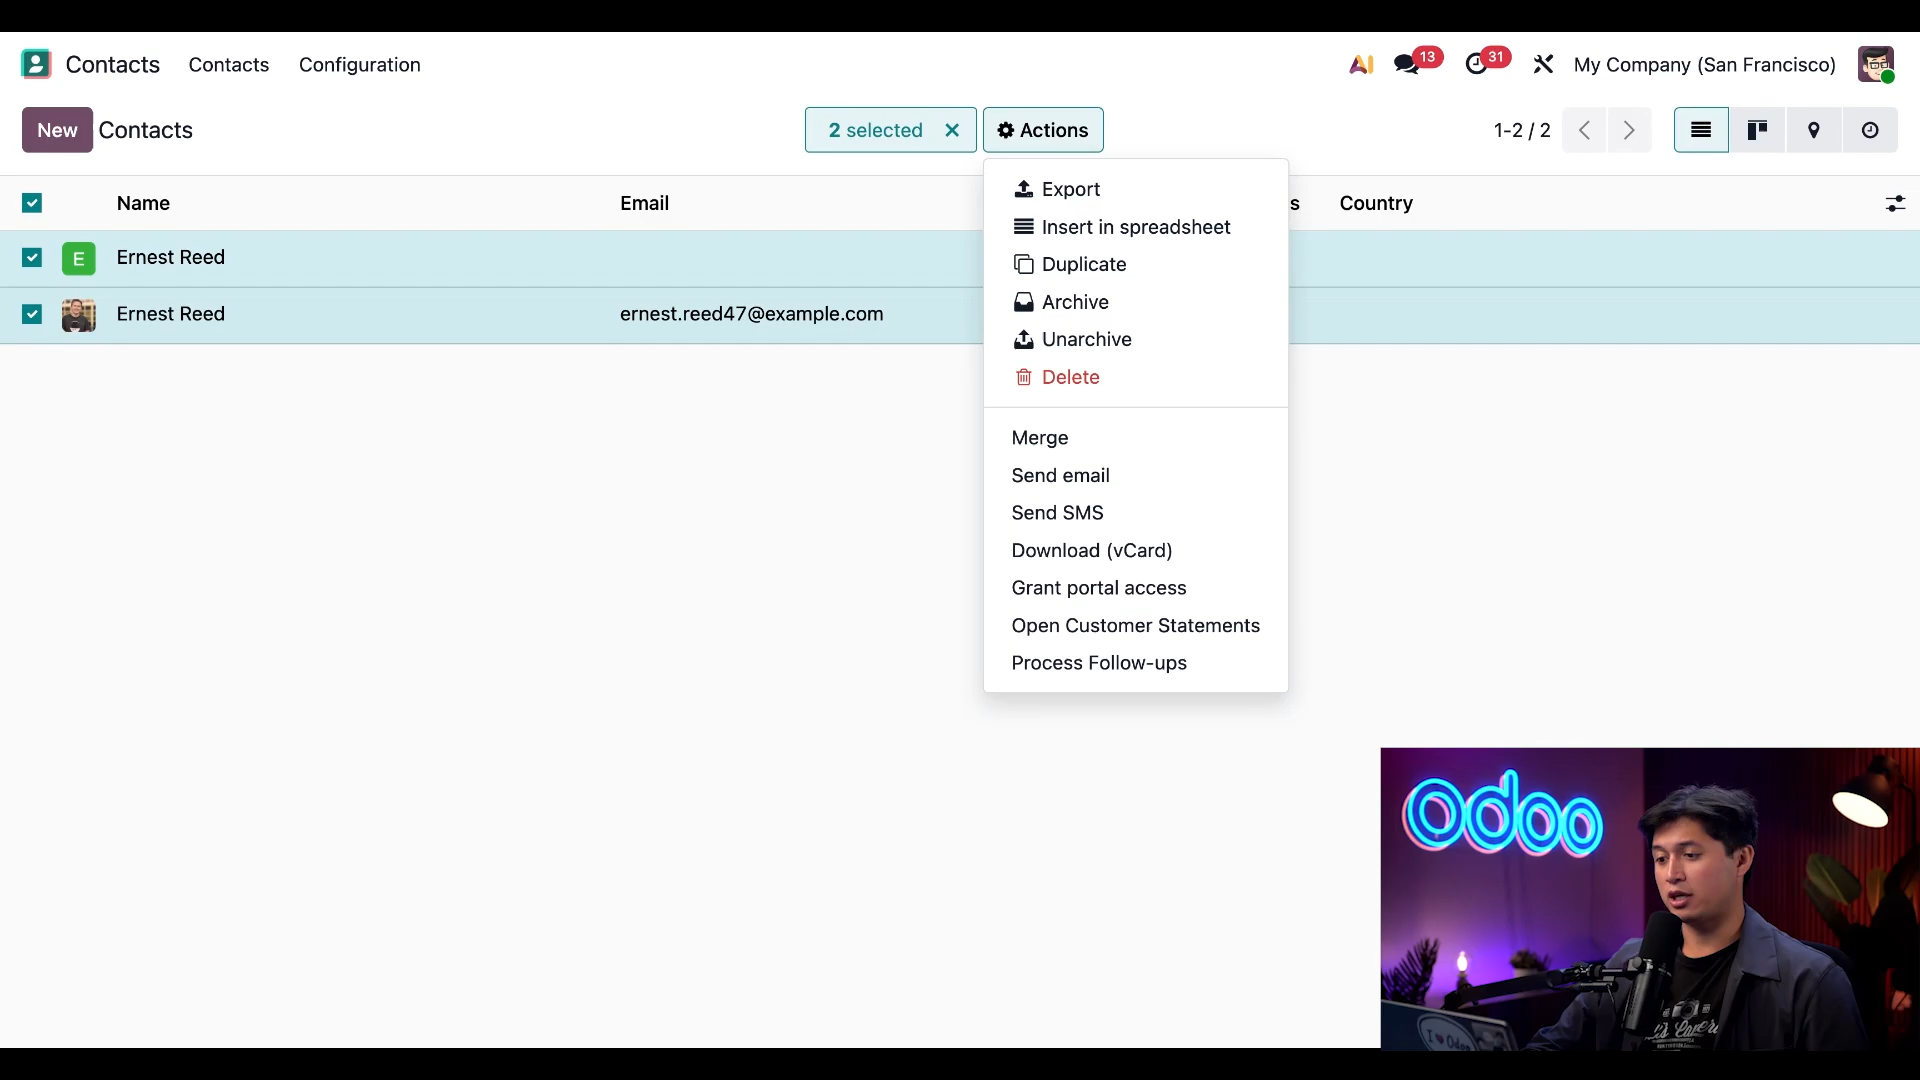 Contacts
Contacts
Configuration
AI
13
31
My Company (San Francisco)
New
Contacts
2 selected
Actions
1-2 / 2
Name
Email
s
Country
E
Ernest Reed
Ernest Reed
ernest.reed47@example.com
Export
Insert in spreadsheet
Duplicate
Archive
Unarchive
Delete
Merge
Send email
Send SMS
Download (vCard)
Grant portal access
Open Customer Statements
Process Follow-ups
odoo